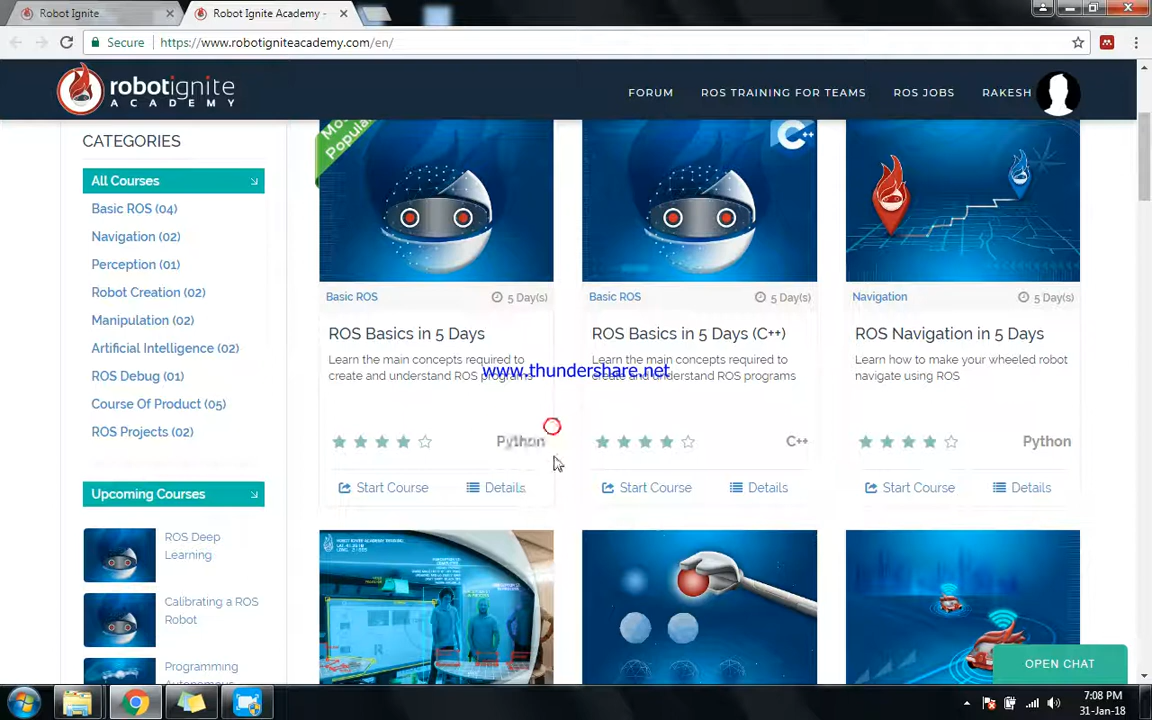 Robot Ignite
Robot Ignite Academy -
Secure
https://www.robotigniteacademy.com/en/
robotignite
ACADEMY
FORUM
ROS TRAINING FOR TEAMS
ROS JOBS
RAKESH
CATEGORIES
All Courses
Basic ROS (04)
Navigation (02)
Perception (01)
Robot Creation (02)
Manipulation (02)
Artificial Intelligence (02)
ROS Debug (01)
Course Of Product (05)
ROS Projects (02)
Upcoming Courses
ROS Deep
Learning
Calibrating a ROS
Robot
Programming
Popular
Basic ROS
5 Day(s)
ROS Basics in 5 Days
Learn the main concepts required to
create and understand ROS programs
Python
Start Course
Details
C++
Basic ROS
5 Day(s)
ROS Basics in 5 Days (C++)
Learn the main concepts required to
create and understand ROS programs
C++
Start Course
Details
Navigation
5 Day(s)
ROS Navigation in 5 Days
Learn how to make your wheeled robot
navigate using ROS
Python
Start Course
Details
www.thundershare.net
OPEN CHAT
7:08 PM
31-Jan-18